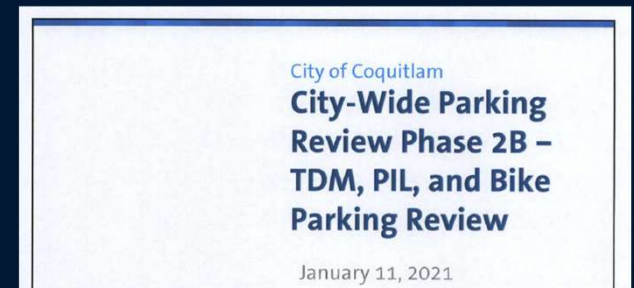 City of Coquitlam
City-Wide Parking
Review Phase 2B –
TDM, PIL, and Bike
Parking Review
January 11, 2021